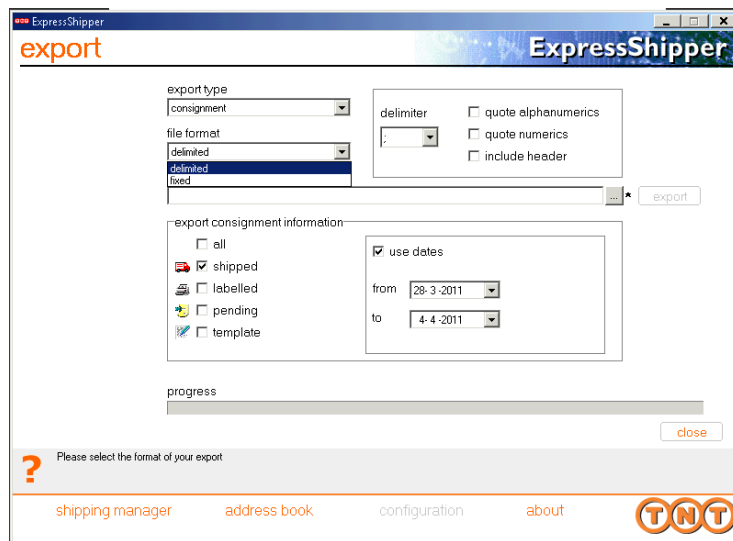 ExpressShipper
export
ExpressShipper
export type
consignment
file format
delimited
delimited
fixed
delimiter
;
quote alphanumerics
quote numerics
include header
... * export
export consignment information
all
shipped
labelled
pending
template
use dates
from 28- 3 -2011
to 4- 4 -2011
progress
close
? Please select the format of your export
shipping manager address book configuration about
TNT